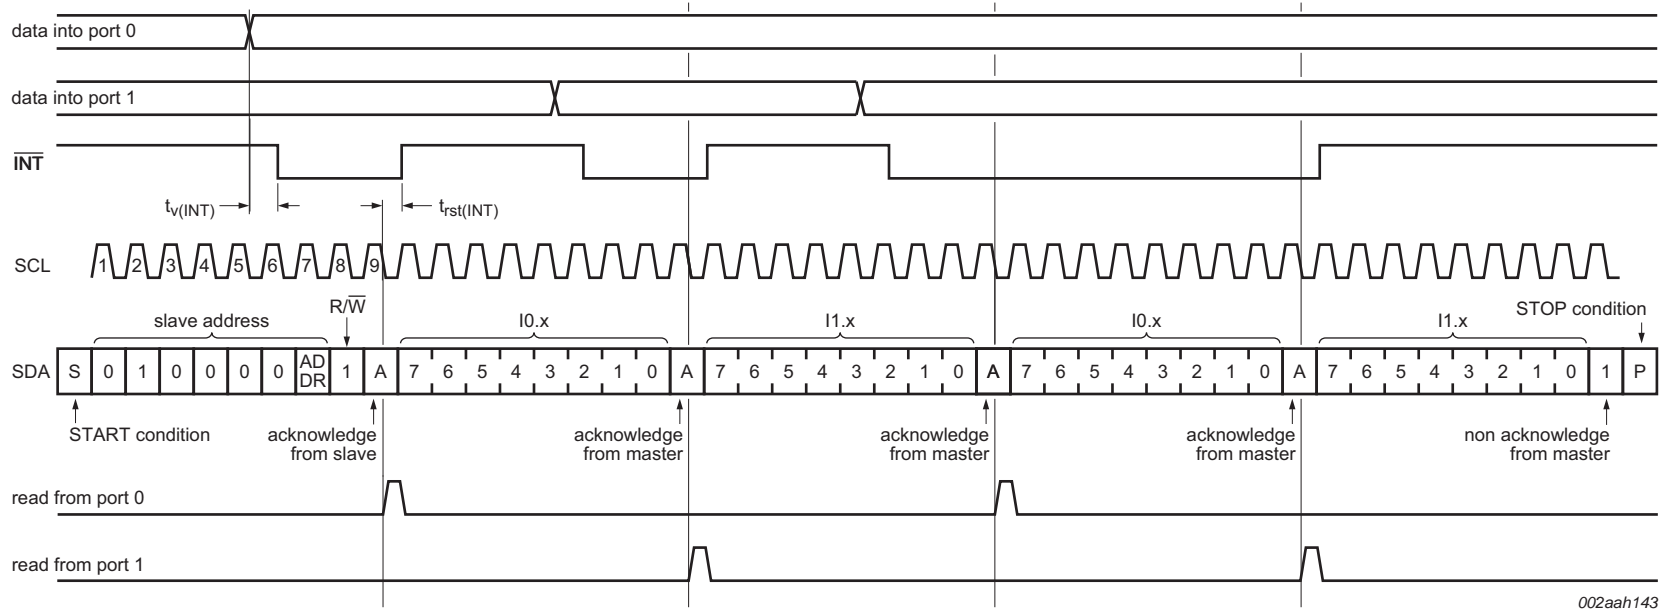 data into port 0
data into port 1
INT
tv(INT)
trst(INT)
SCL
1 2 3 4 5 6 7 8 9
R/W
STOP condition
slave address
I0.x
I1.x
I0.x
I1.x
SDA
S 0 1 0 0 0 0 AD DR 1 A 7 6 5 4 3 2 1 0 A 7 6 5 4 3 2 1 0 A 7 6 5 4 3 2 1 0 A 7 6 5 4 3 2 1 0 1 P
START condition
acknowledge
from slave
acknowledge
from master
acknowledge
from master
acknowledge
from master
non acknowledge
from master
read from port 0
read from port 1
002aah143